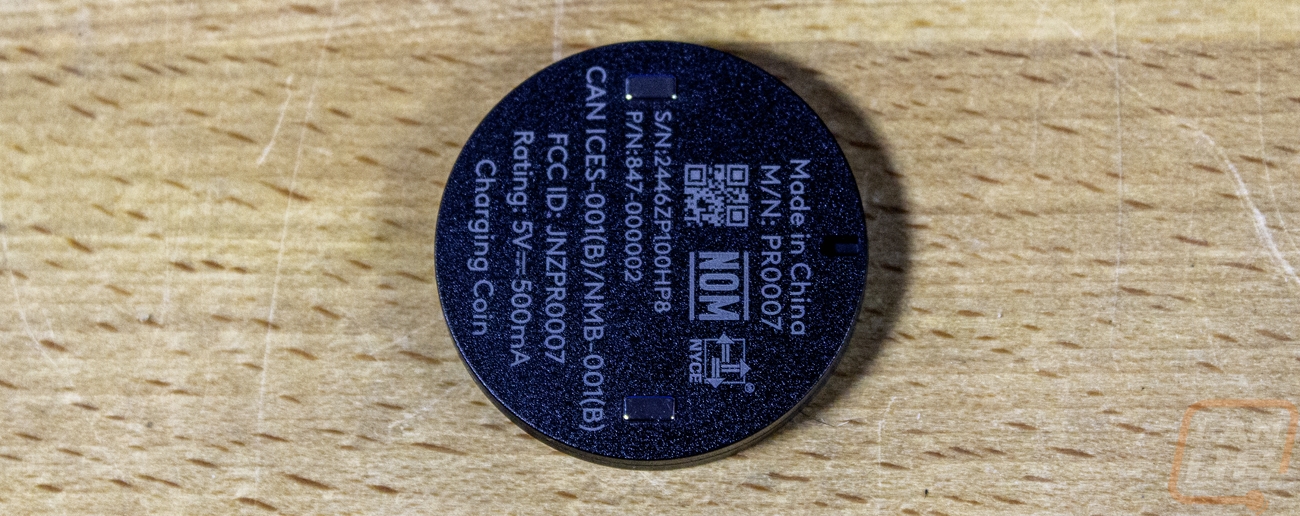 Made in China
M/N: PR0007
NOM
NYCE
®
S/N:2446ZP100HP8
P/N:847-000002
CAN ICES-001(B)/NMB-001(B)
FCC ID: JNZPR0007
Rating: 5V⎓500mA
Charging Coin